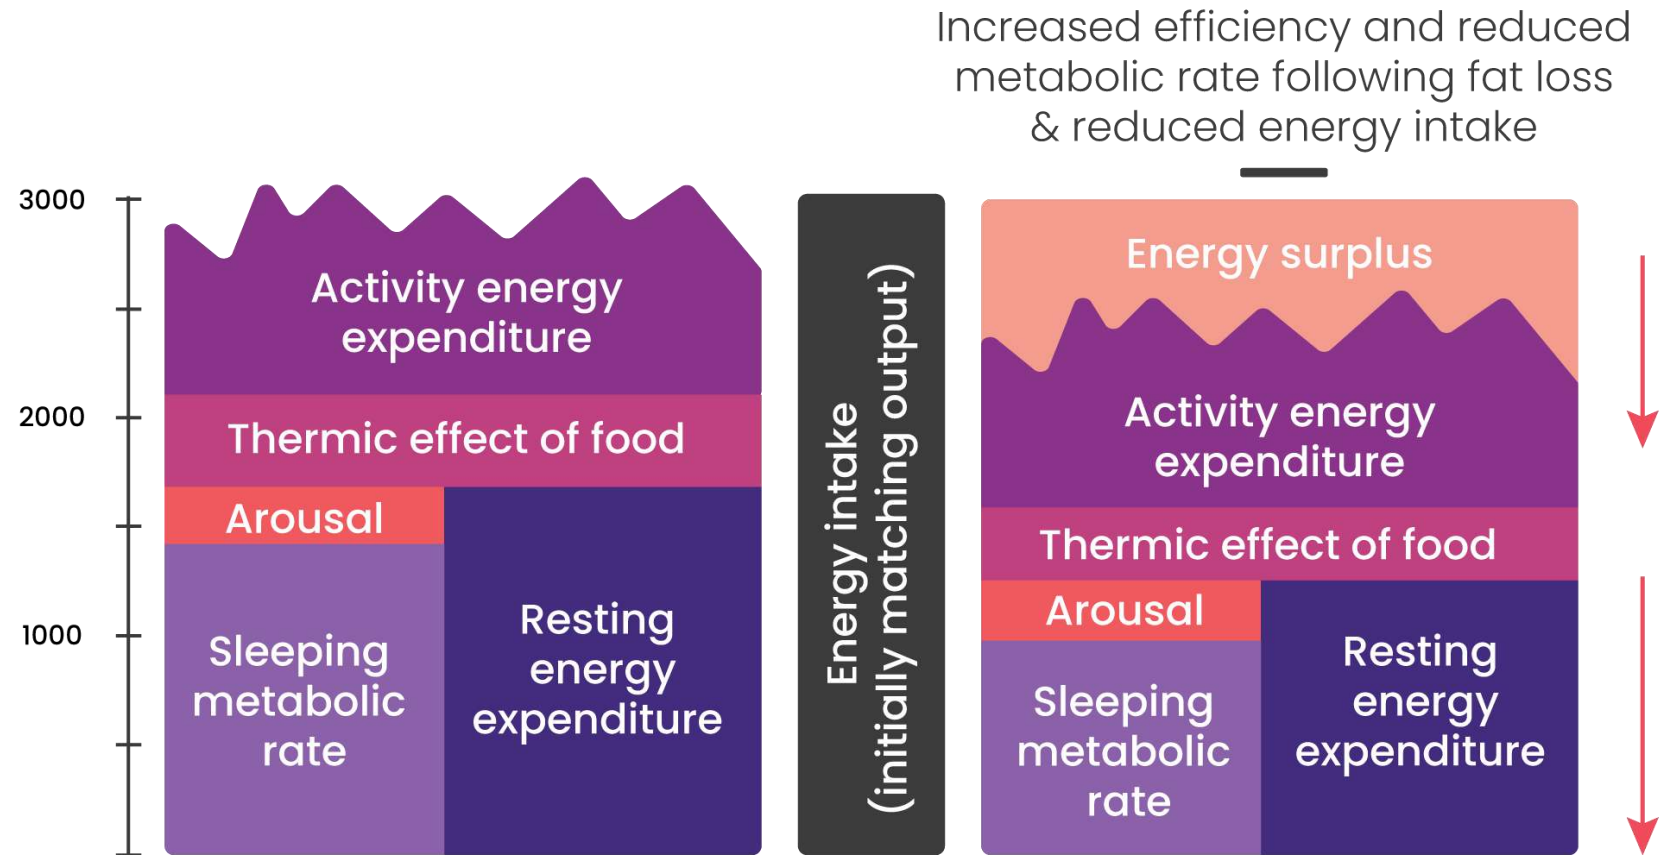 Increased efficiency and reduced
metabolic rate following fat loss
& reduced energy intake
3000
2000
1000
Activity energy
expenditure
Thermic effect of food
Arousal
Sleeping
metabolic
rate
Resting
energy
expenditure
Energy intake
(initially matching output)
Energy surplus
Activity energy
expenditure
Thermic effect of food
Arousal
Sleeping
metabolic
rate
Resting
energy
expenditure